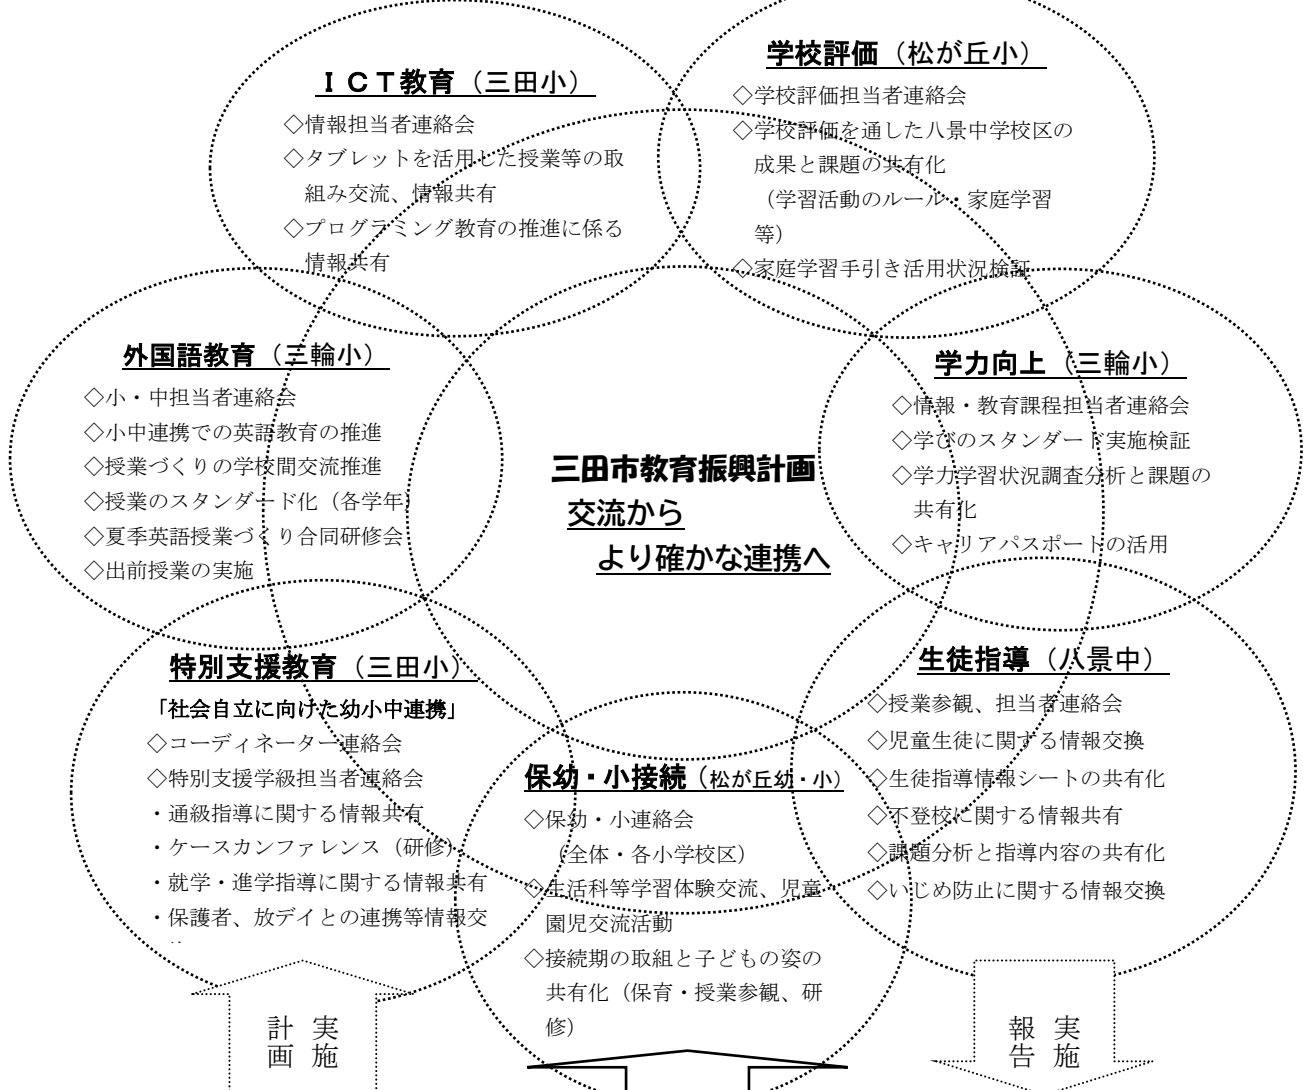 ＩＣＴ教育（三田小）
◇情報担当者連絡会
◇タブレットを活用した授業等の取
組み交流、情報共有
◇プログラミング教育の推進に係る
情報共有
学校評価（松が丘小）
◇学校評価担当者連絡会
◇学校評価を通した八景中学校区の
成果と課題の共有化
（学習活動のルール・家庭学習
等）
◇家庭学習手引き活用状況検証
外国語教育（三輪小）
◇小・中担当者連絡会
◇小中連携での英語教育の推進
◇授業づくりの学校間交流推進
◇授業のスタンダード化（各学年）
◇夏季英語授業づくり合同研修会
◇出前授業の実施
三田市教育振興計画
交流から
より確かな連携へ
学力向上（三輪小）
◇情報・教育課程担当者連絡会
◇学びのスタンダード実施検証
◇学力学習状況調査分析と課題の
共有化
◇キャリアパスポートの活用
特別支援教育（三田小）
「社会自立に向けた幼小中連携」
◇コーディネーター連絡会
◇特別支援学級担当者連絡会
・通級指導に関する情報共有
・ケースカンファレンス（研修）
・就学・進学指導に関する情報共有
・保護者、放デイとの連携等情報交
保幼・小接続（松が丘幼・小）
◇保幼・小連絡会
（全体・各小学校区）
◇生活科等学習体験交流、児童
園児交流活動
◇接続期の取組と子どもの姿の
共有化（保育・授業参観、研
修）
生徒指導（八景中）
◇授業参観、担当者連絡会
◇児童生徒に関する情報交換
◇生徒指導情報シートの共有化
◇不登校に関する情報共有
◇課題分析と指導内容の共有化
◇いじめ防止に関する情報交換
実施
計画
実施
報告